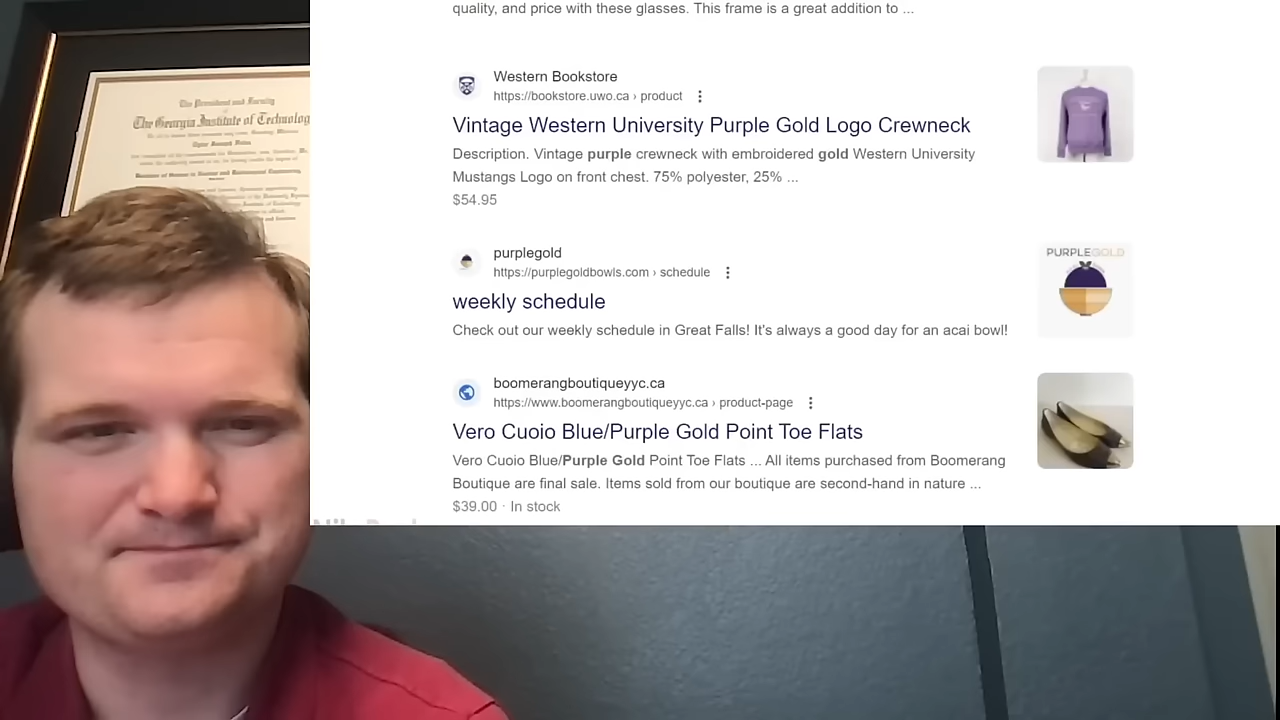 quality, and price with these glasses. This frame is a great addition to ...
The President and Faculty
of
The Georgia Institute of Technolog
Western Bookstore
https://bookstore.uwo.ca › product
Vintage Western University Purple Gold Logo Crewneck
Description. Vintage purple crewneck with embroidered gold Western University
Mustangs Logo on front chest. 75% polyester, 25% ...
$54.95
purplegold
https://purplegoldbowls.com › schedule
weekly schedule
Check out our weekly schedule in Great Falls! It's always a good day for an acai bowl!
PURPLEGOLD
boomerangboutiqueyyc.ca
https://www.boomerangboutiqueyyc.ca › product-page
Vero Cuoio Blue/Purple Gold Point Toe Flats
Vero Cuoio Blue/Purple Gold Point Toe Flats ... All items purchased from Boomerang
Boutique are final sale. Items sold from our boutique are second-hand in nature ...
$39.00 · In stock